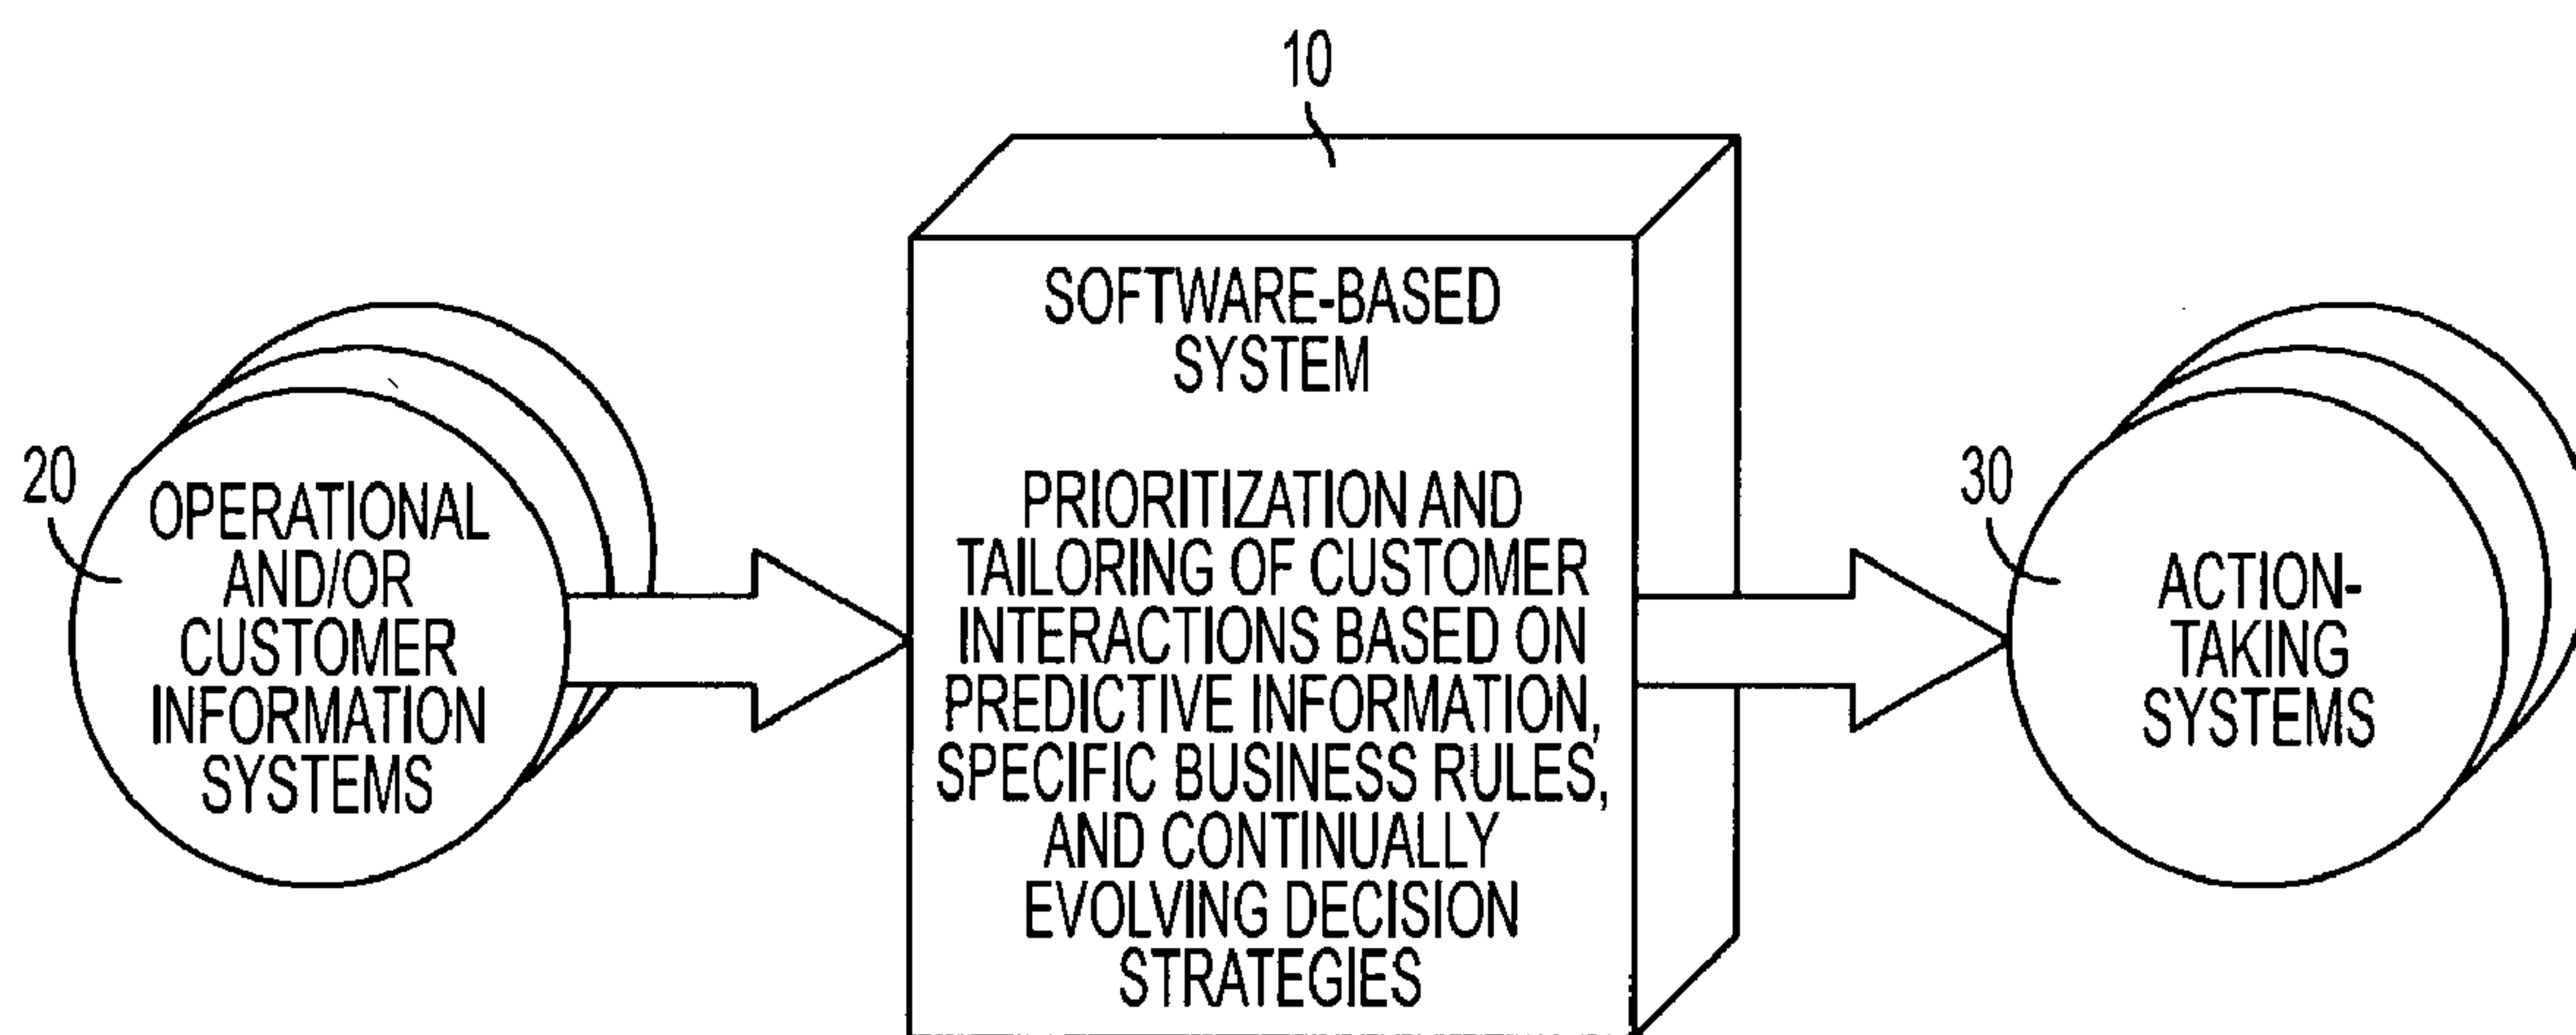 10
SOFTWARE-BASED
SYSTEM
PRIORITIZATION AND
TAILORING OF CUSTOMER
INTERACTIONS BASED ON
PREDICTIVE INFORMATION,
SPECIFIC BUSINESS RULES,
AND CONTINUALLY
EVOLVING DECISION
STRATEGIES
20
OPERATIONAL
AND/OR
CUSTOMER
INFORMATION
SYSTEMS
30
ACTION-
TAKING
SYSTEMS